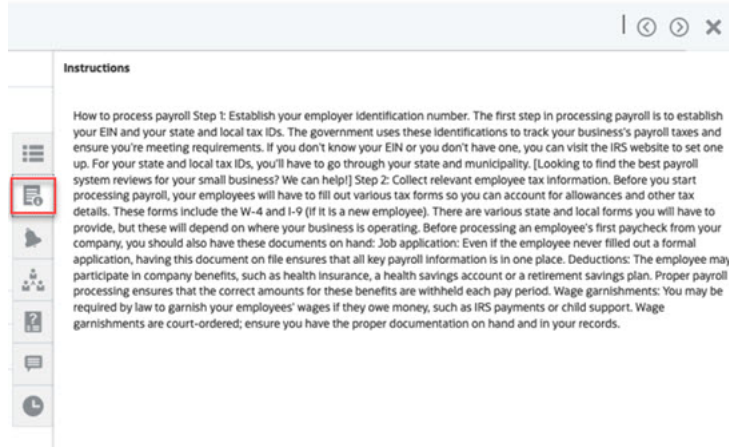 Instructions
How to process payroll Step 1: Establish your employer identification number. The first step in processing payroll is to establish
your EIN and your state and local tax IDs. The government uses these identifications to track your business's payroll taxes and
ensure you're meeting requirements. If you don't know your EIN or you don't have one, you can visit the IRS website to set one
up. For your state and local tax IDs, you'll have to go through your state and municipality. [Looking to find the best payroll
system reviews for your small business? We can help!] Step 2: Collect relevant employee tax information. Before you start
processing payroll, your employees will have to fill out various tax forms so you can account for allowances and other tax
details. These forms include the W-4 and I-9 (if it is a new employee). There are various state and local forms you will have to
provide, but these will depend on where your business is operating. Before processing an employee's first paycheck from your
company, you should also have these documents on hand: Job application: Even if the employee never filled out a formal
application, having this document on file ensures that all key payroll information is in one place. Deductions: The employee may
participate in company benefits, such as health insurance, a health savings account or a retirement savings plan. Proper payroll
processing ensures that the correct amounts for these benefits are withheld each pay period. Wage garnishments: You may be
required by law to garnish your employees' wages if they owe money, such as IRS payments or child support. Wage
garnishments are court-ordered; ensure you have the proper documentation on hand and in your records.